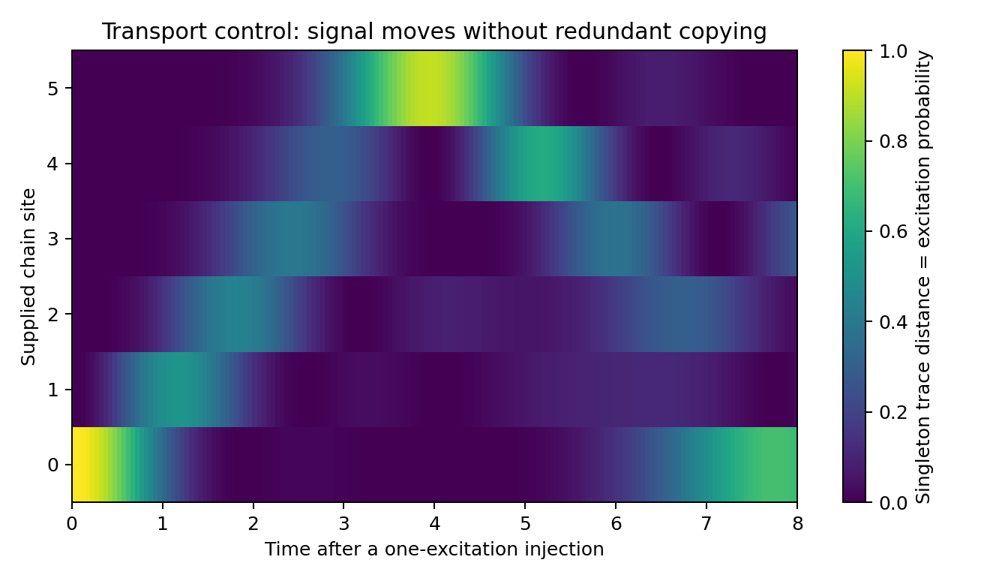 Transport control: signal moves without redundant copying
Supplied chain site
5
4
3
2
1
0
0 1 2 3 4 5 6 7 8
Time after a one-excitation injection
1.0
0.8
0.6
0.4
0.2
0.0
Singleton trace distance = excitation probability